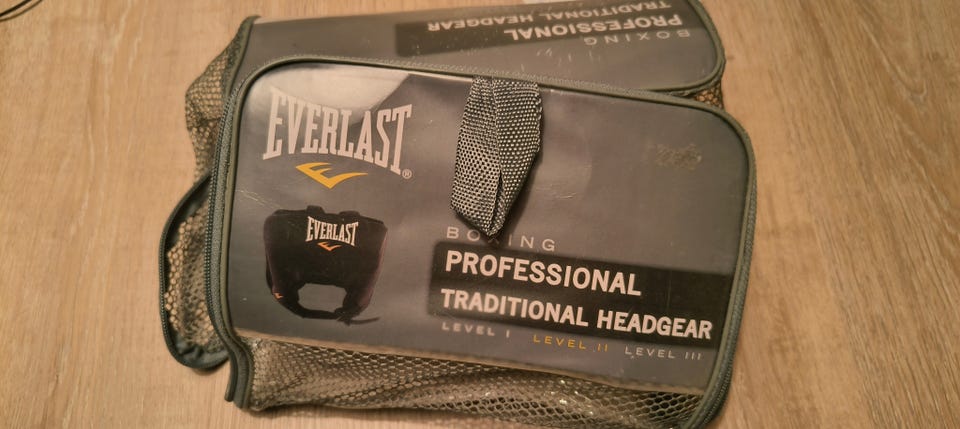 BOXING
PROFESSIONAL
TRADITIONAL HEADGEAR
EVERLAST®
EVERLAST
BOXING
PROFESSIONAL
TRADITIONAL HEADGEAR
LEVEL I LEVEL II LEVEL III